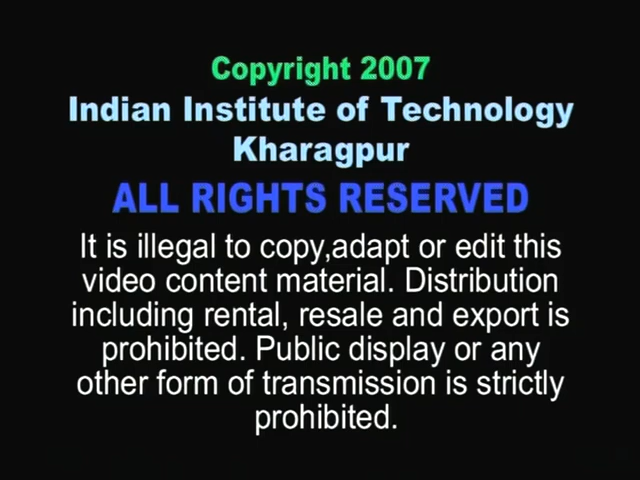 Copyright 2007
Indian Institute of Technology
Kharagpur
ALL RIGHTS RESERVED
It is illegal to copy,adapt or edit this
video content material. Distribution
including rental, resale and export is
prohibited. Public display or any
other form of transmission is strictly
prohibited.